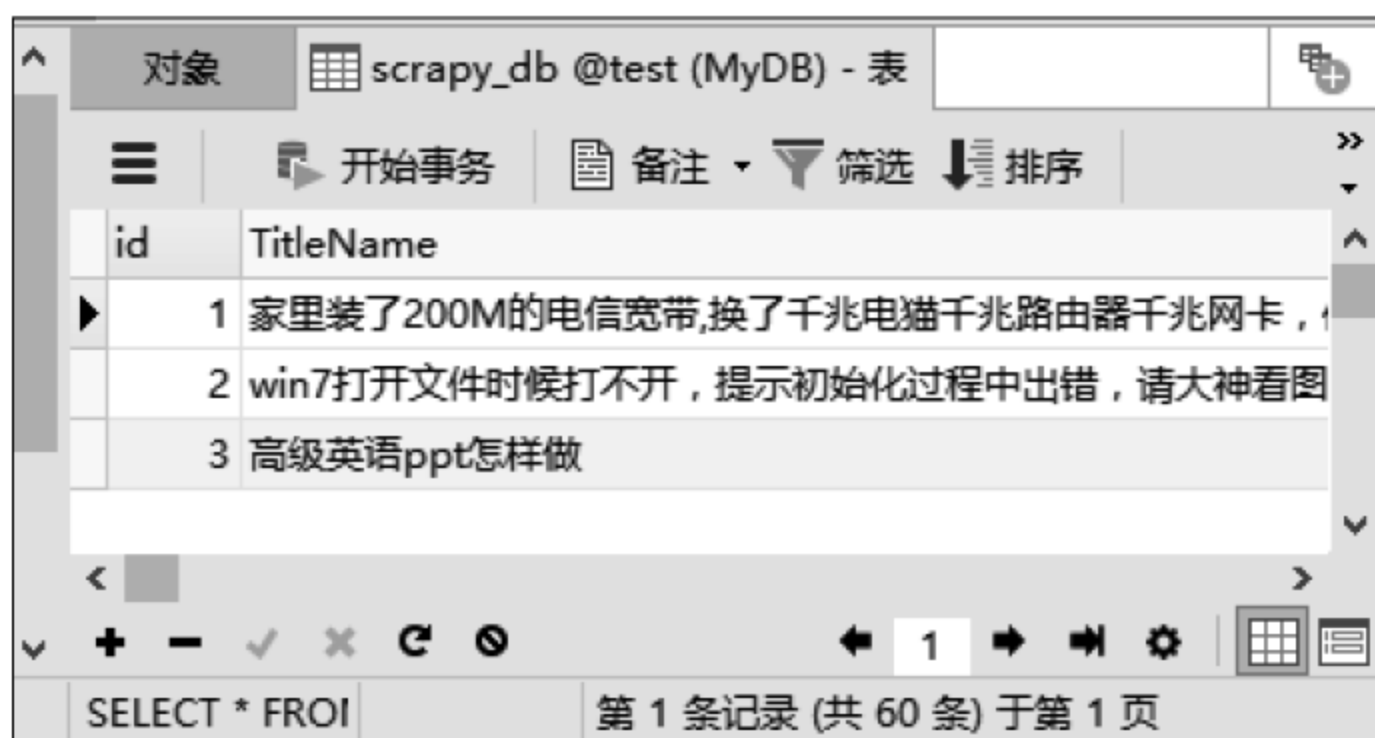 对象 scrapy_db @test (MyDB) - 表
开始事务 备注 筛选 排序
id TitleName
1 家里装了200M的电信宽带,换了千兆电猫千兆路由器千兆网卡，
2 win7打开文件时候打不开，提示初始化过程中出错，请大神看图
3 高级英语ppt怎样做
1
SELECT * FROM 第 1 条记录 (共 60 条) 于第 1 页